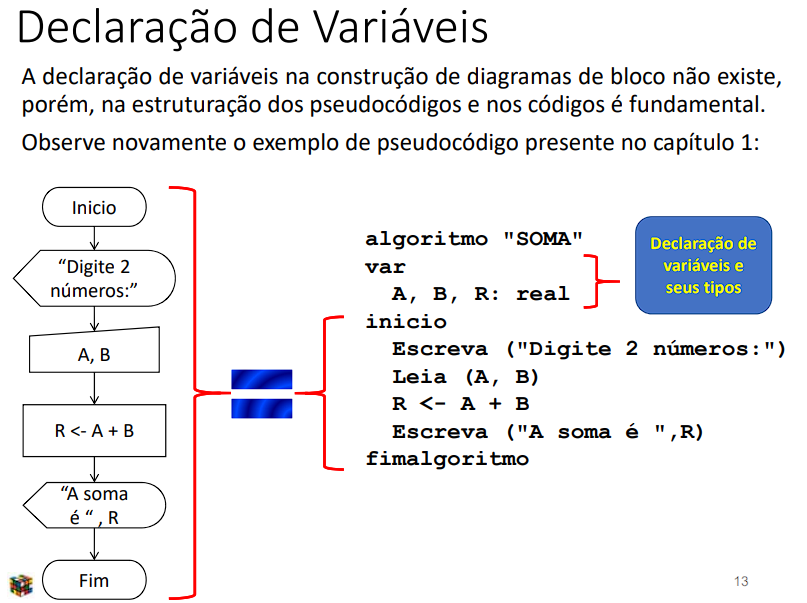 Declaração de Variáveis
A declaração de variáveis na construção de diagramas de bloco não existe,
porém, na estruturação dos pseudocódigos e nos códigos é fundamental.
Observe novamente o exemplo de pseudocódigo presente no capítulo 1:
Inicio
“Digite 2
números:”
A, B
R <- A + B
“A soma
é “ , R
Fim
algoritmo "SOMA"
var
A, B, R: real
inicio
Escreva ("Digite 2 números:")
Leia (A, B)
R <- A + B
Escreva ("A soma é ",R)
fimalgoritmo
Declaração de
variáveis e
seus tipos
13